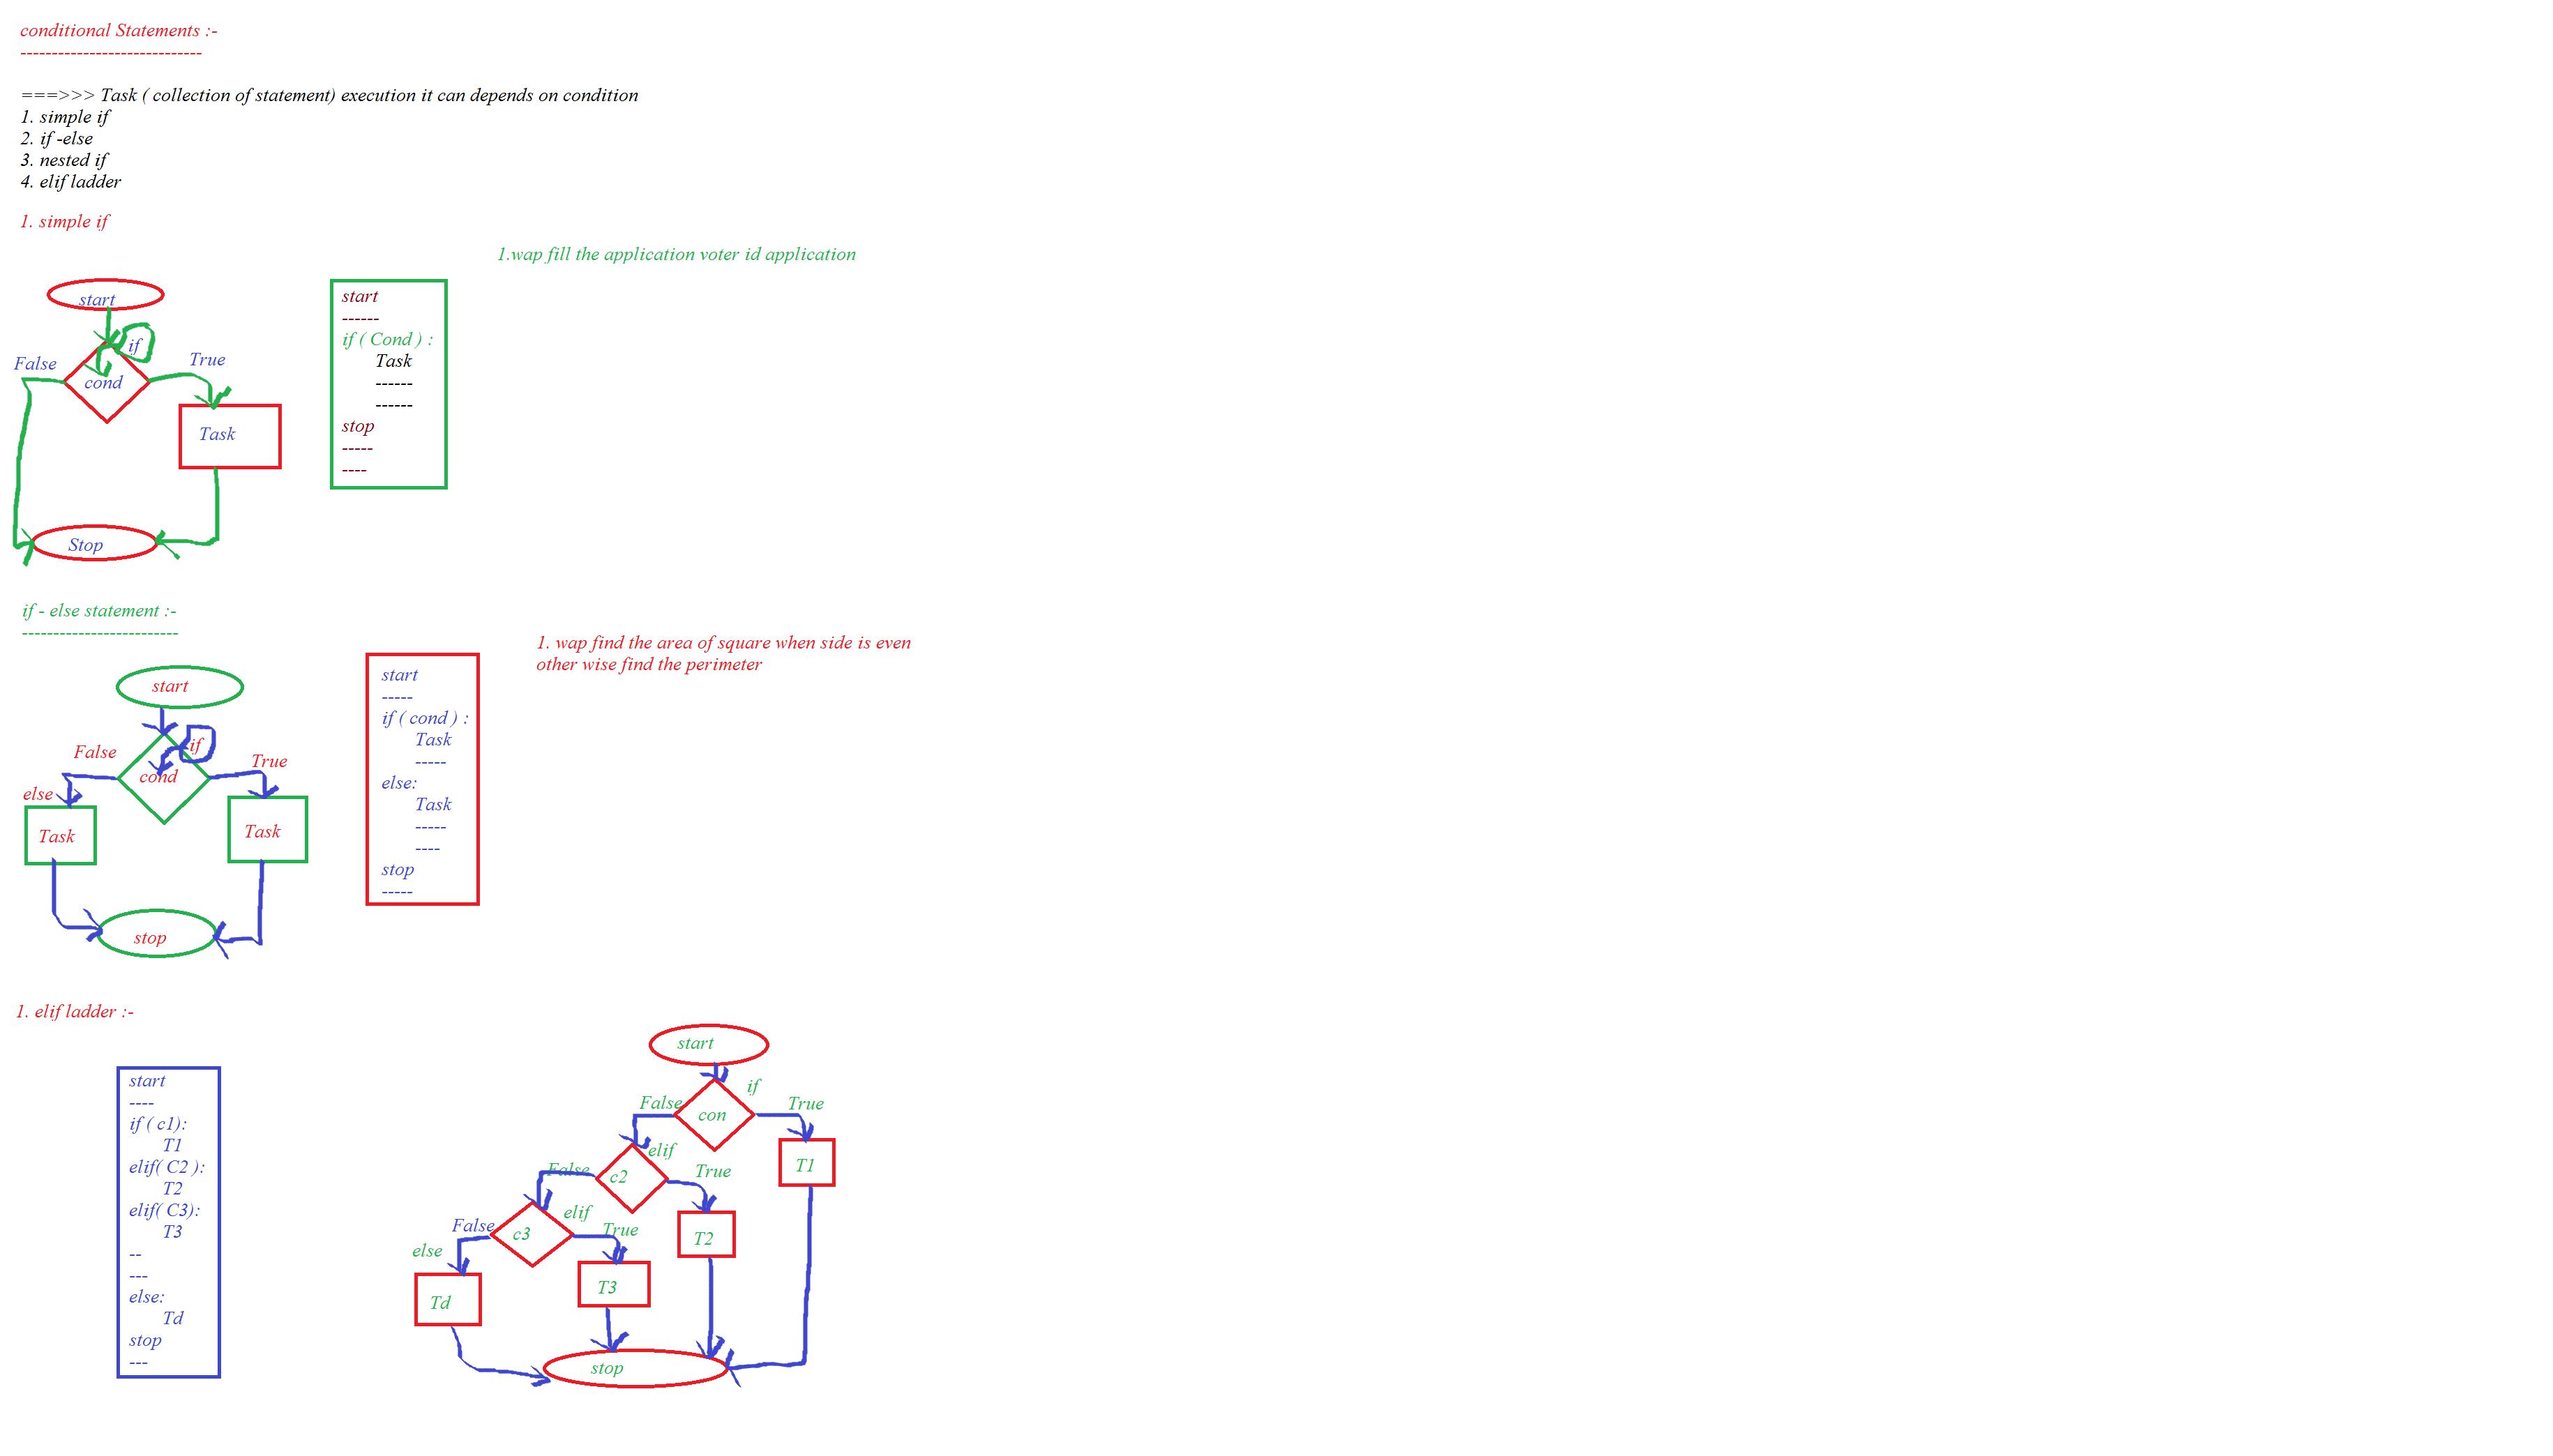 conditional Statements :-
-----------------------------
===>>> Task ( collection of statement) execution it can depends on condition
1. simple if
2. if -else
3. nested if
4. elif ladder
1. simple if
1.wap fill the application voter id application
start
if
False
True
cond
Task
Stop
start
------
if ( Cond ) :
Task
------
------
stop
-----
----
if - else statement :-
-------------------------
1. wap find the area of square when side is even
other wise find the perimeter
start
if
False
True
cond
else
Task
Task
stop
start
-----
if ( cond ) :
Task
-----
else:
Task
-----
----
stop
-----
1. elif ladder :-
start
----
if ( c1):
T1
elif( C2 ):
T2
elif( C3):
T3
--
---
else:
Td
stop
---
start
if
False
True
con
elif
T1
False
c2
True
elif
False
c3
True
T2
else
T3
Td
stop